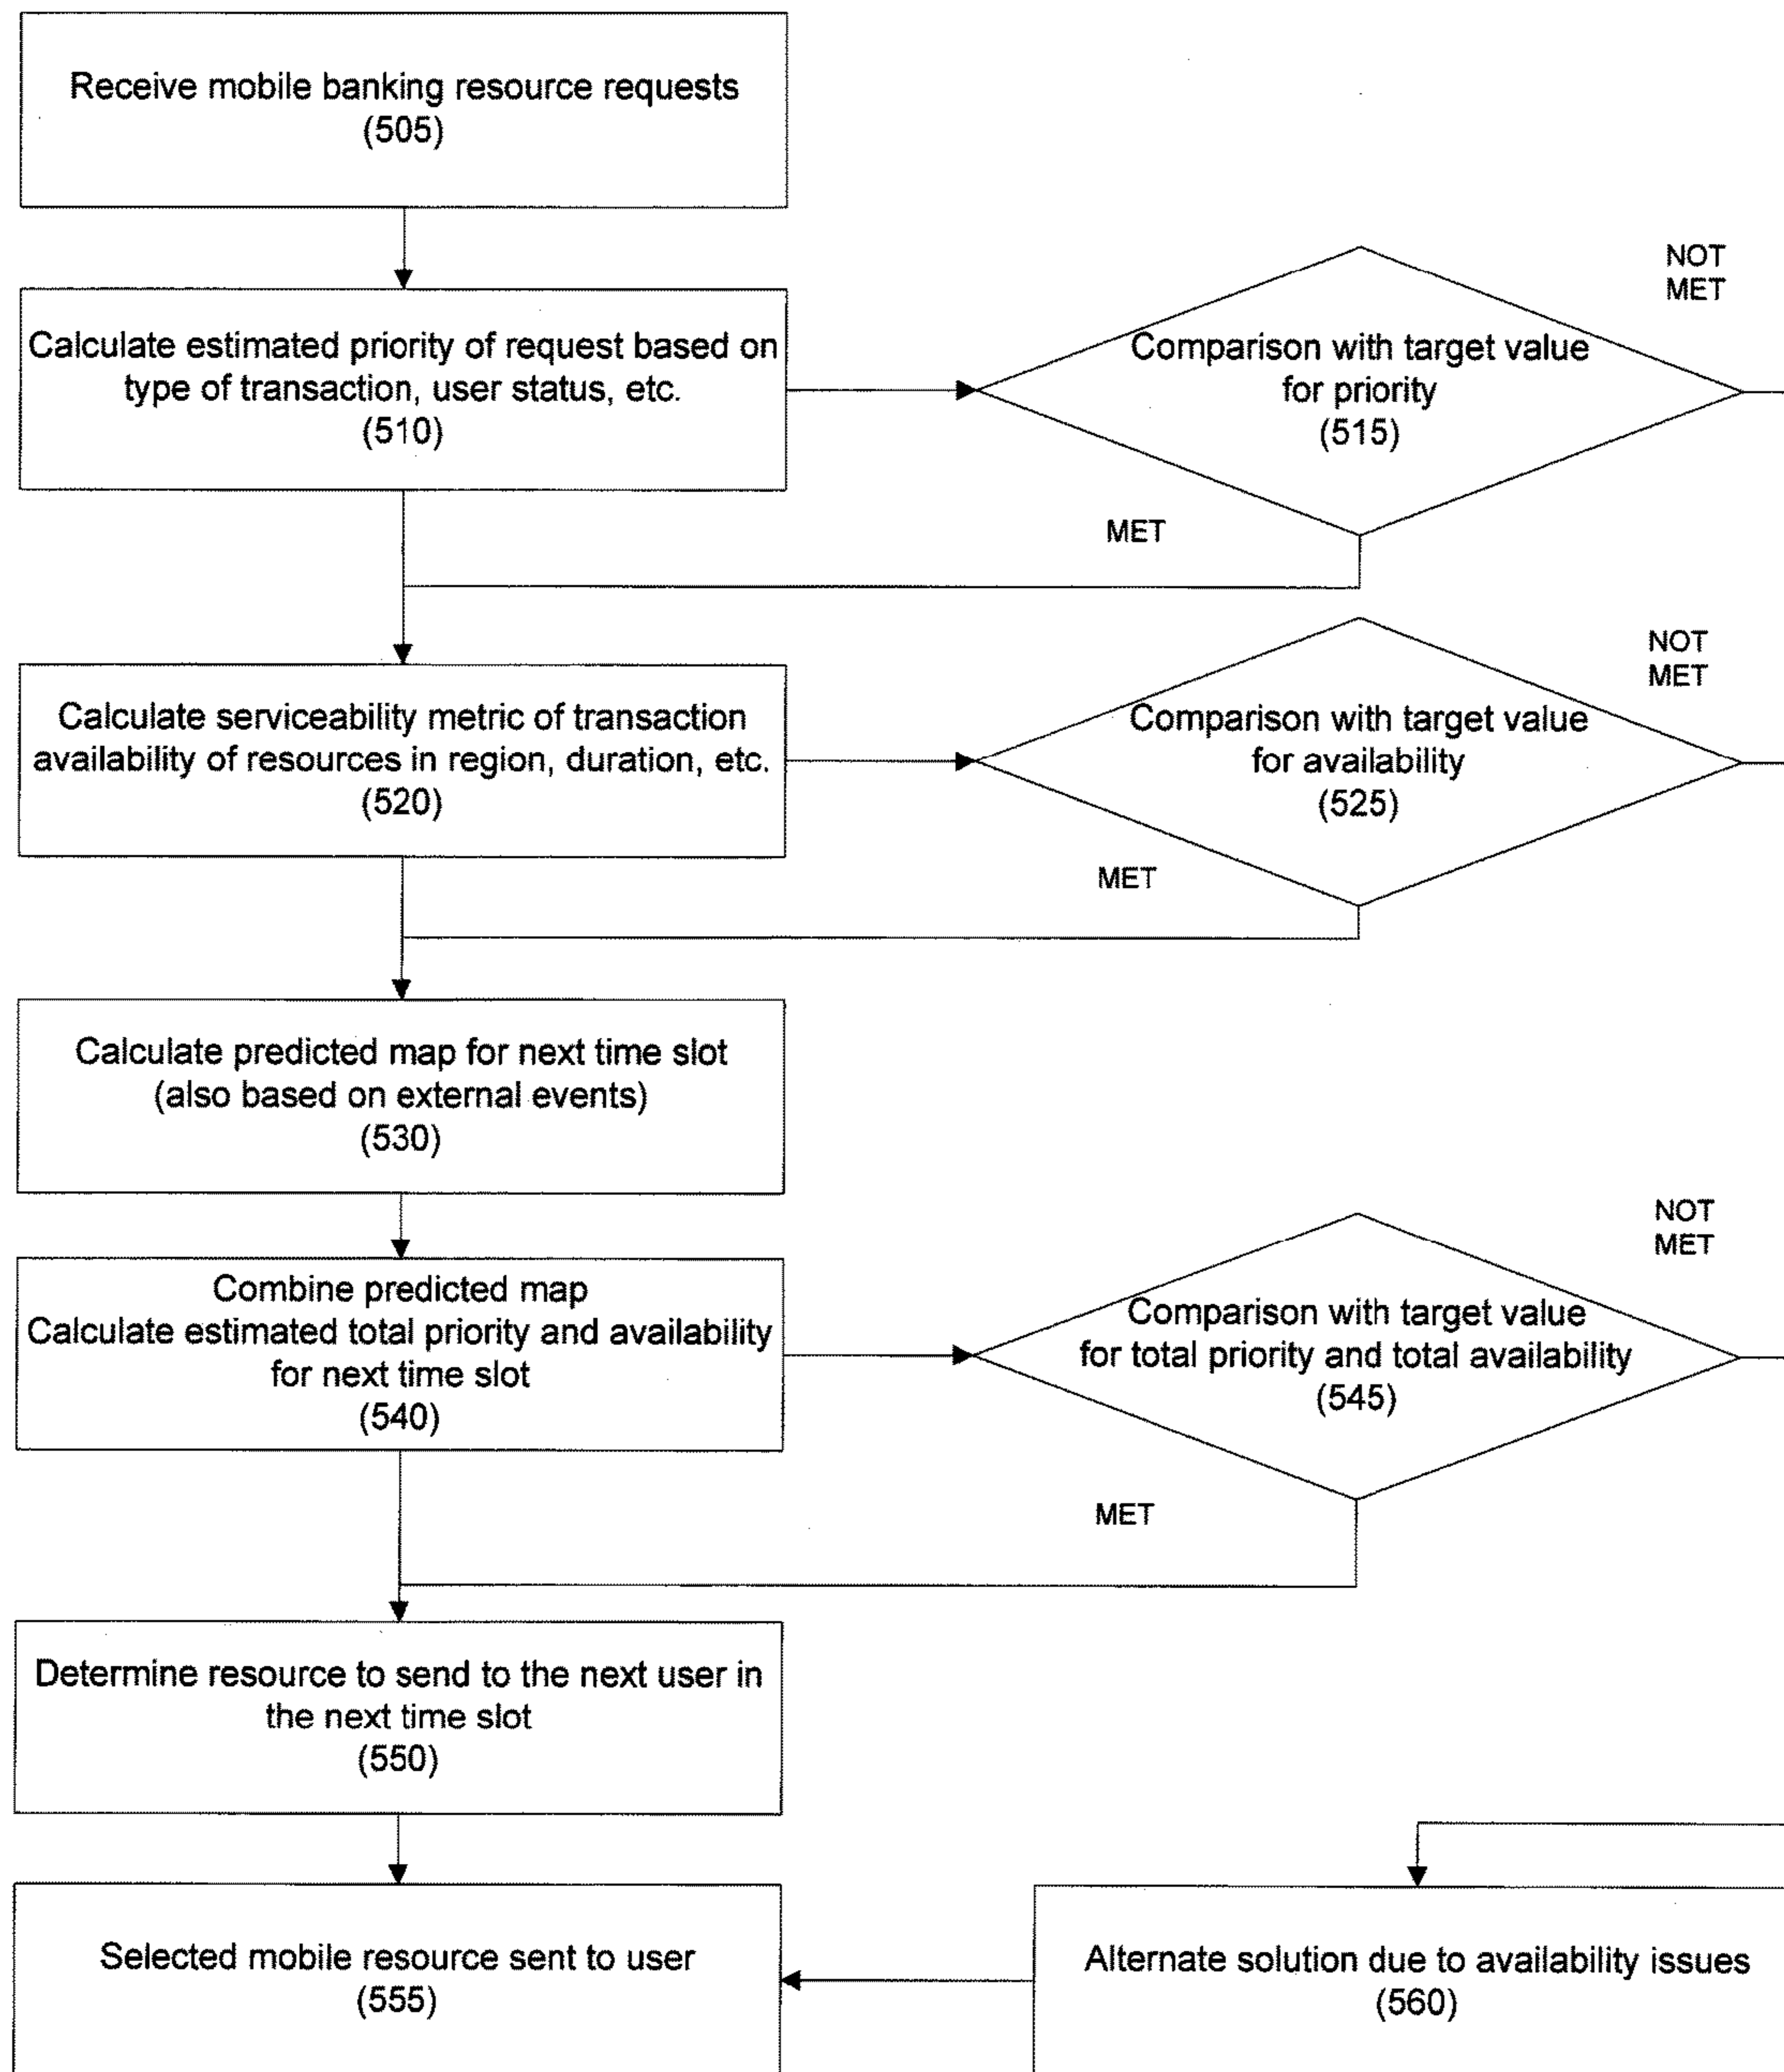 Receive mobile banking resource requests
(505)
Calculate estimated priority of request based on
type of transaction, user status, etc.
(510)
Comparison with target value
for priority
(515)
NOT
MET
MET
Calculate serviceability metric of transaction
availability of resources in region, duration, etc.
(520)
Comparison with target value
for availability
(525)
NOT
MET
MET
Calculate predicted map for next time slot
(also based on external events)
(530)
Combine predicted map
Calculate estimated total priority and availability
for next time slot
(540)
Comparison with target value
for total priority and total availability
(545)
NOT
MET
MET
Determine resource to send to the next user in
the next time slot
(550)
Selected mobile resource sent to user
(555)
Alternate solution due to availability issues
(560)